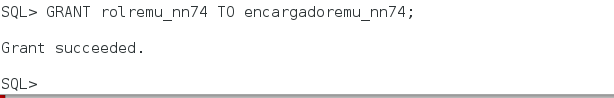 SQL> GRANT rolremu_nn74 TO encargadoremu_nn74;
Grant succeeded.
SQL>